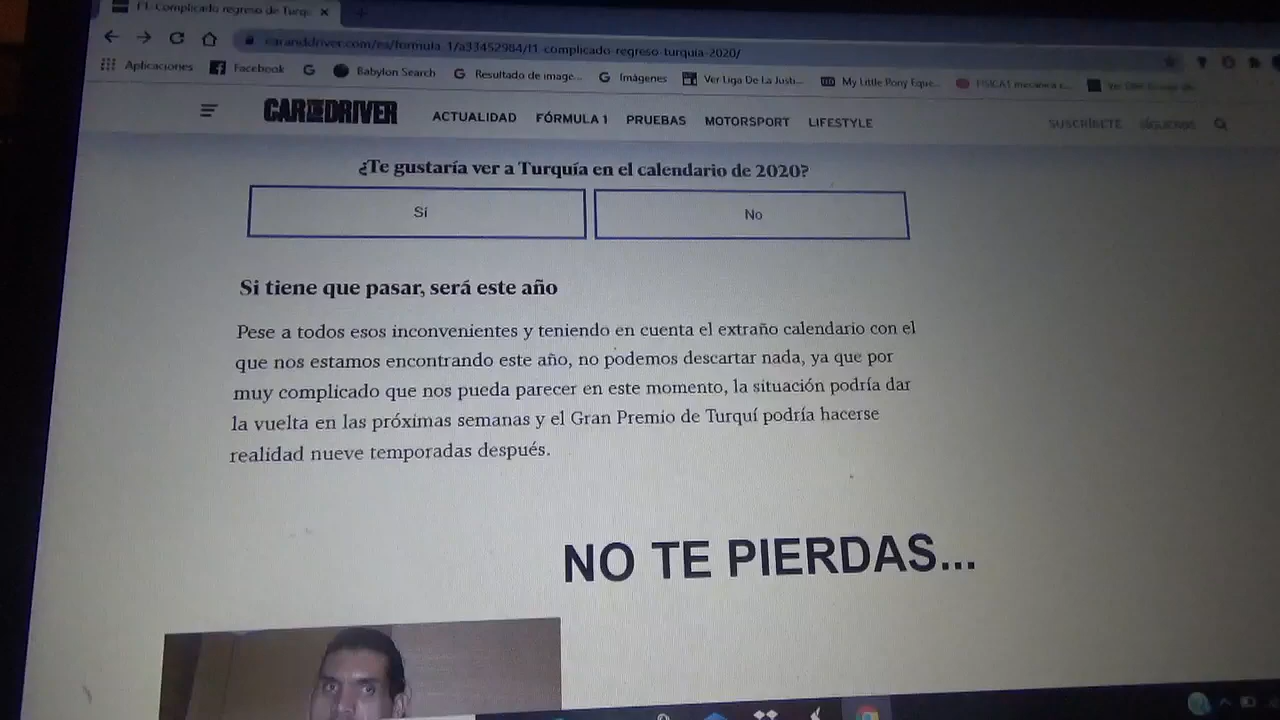 F1-Complicado regreso de Turq
caranddriver.com/es/formula-1/a33452984/f1-complicado-regreso-turquia-2020/
Aplicaciones Facebook Babylon Search Resultado de image... Imágenes Ver Liga De La Justi... My Little Pony Eque...
CAR AND DRIVER ACTUALIDAD FÓRMULA 1 PRUEBAS MOTORSPORT LIFESTYLE SUSCRÍBETE SÍGUENOS
¿Te gustaría ver a Turquía en el calendario de 2020?
Sí No
Si tiene que pasar, será este año
Pese a todos esos inconvenientes y teniendo en cuenta el extraño calendario con el
que nos estamos encontrando este año, no podemos descartar nada, ya que por
muy complicado que nos pueda parecer en este momento, la situación podría dar
la vuelta en las próximas semanas y el Gran Premio de Turquí podría hacerse
realidad nueve temporadas después.
NO TE PIERDAS...